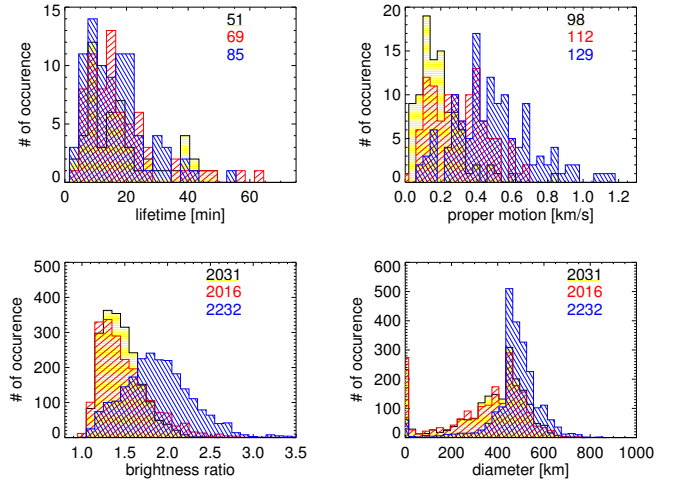 15
10
5
0
# of occurence
51
69
85
0 20 40 60
lifetime [min]
20
15
10
5
0
# of occurence
98
112
129
0.0 0.2 0.4 0.6 0.8 1.0 1.2
proper motion [km/s]
500
400
300
200
100
0
# of occurence
2031
2016
2232
1.0 1.5 2.0 2.5 3.0 3.5
brightness ratio
600
500
400
300
200
100
0
# of occurence
2031
2016
2232
0 200 400 600 800 1000
diameter [km]